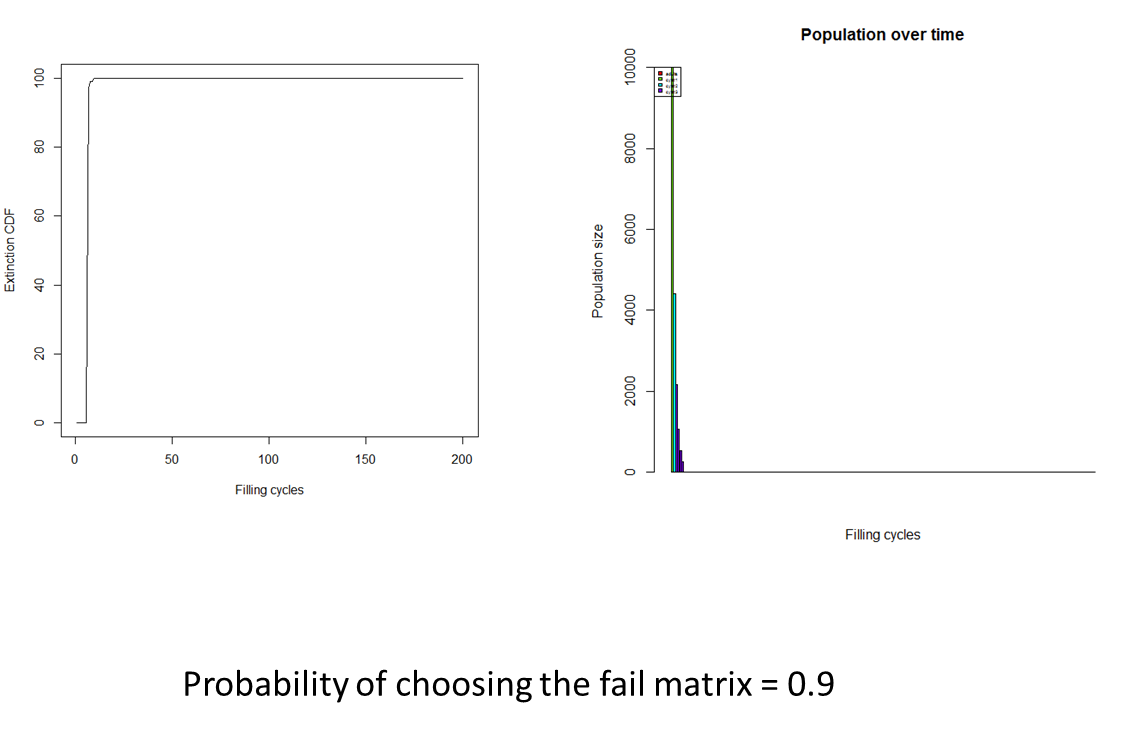 Population over time
Extinction CDF
0
20
40
60
80
100
0 50 100 150 200
Filling cycles
Population size
0
2000
4000
6000
8000
10000
Filling cycles
Probability of choosing the fail matrix = 0.9